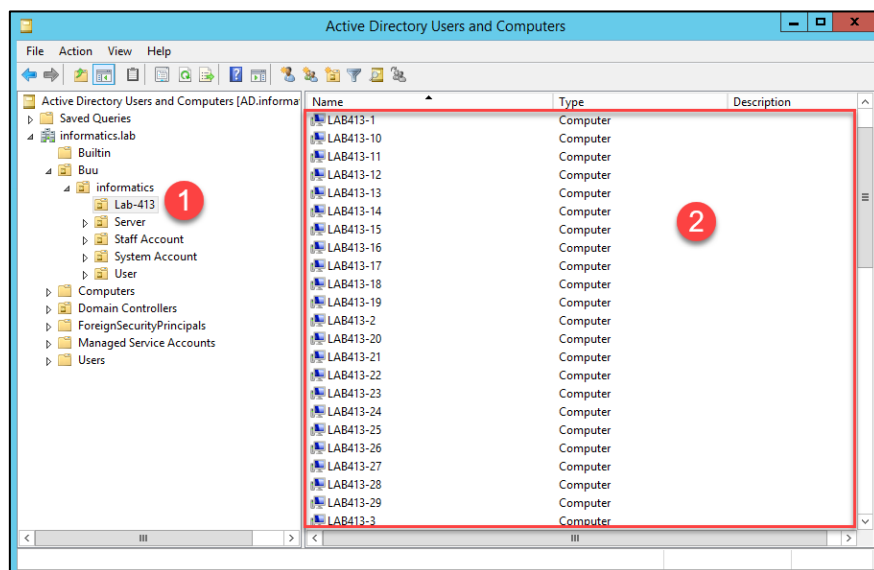 Active Directory Users and Computers
File Action View Help
Active Directory Users and Computers [AD.informa
Saved Queries
informatics.lab
Builtin
Buu
informatics
Lab-413
1
Server
Staff Account
System Account
User
Computers
Domain Controllers
ForeignSecurityPrincipals
Managed Service Accounts
Users
Name Type Description
LAB413-1 Computer
LAB413-10 Computer
LAB413-11 Computer
LAB413-12 Computer
LAB413-13 Computer
LAB413-14 Computer
2
LAB413-15 Computer
LAB413-16 Computer
LAB413-17 Computer
LAB413-18 Computer
LAB413-19 Computer
LAB413-2 Computer
LAB413-20 Computer
LAB413-21 Computer
LAB413-22 Computer
LAB413-23 Computer
LAB413-24 Computer
LAB413-25 Computer
LAB413-26 Computer
LAB413-27 Computer
LAB413-28 Computer
LAB413-29 Computer
LAB413-3 Computer